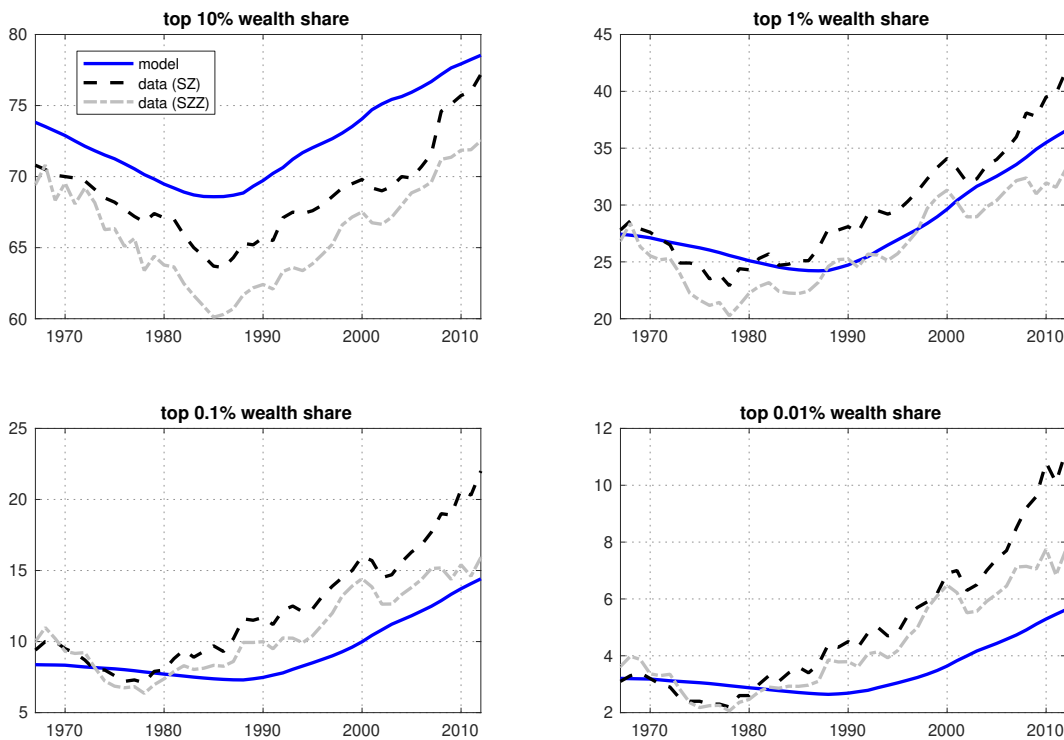 top 10% wealth share
80
75
70
65
60
1970 1980 1990 2000 2010
model
data (SZ)
data (SZZ)
top 1% wealth share
45
40
35
30
25
20
1970 1980 1990 2000 2010
top 0.1% wealth share
25
20
15
10
5
1970 1980 1990 2000 2010
top 0.01% wealth share
12
10
8
6
4
2
1970 1980 1990 2000 2010